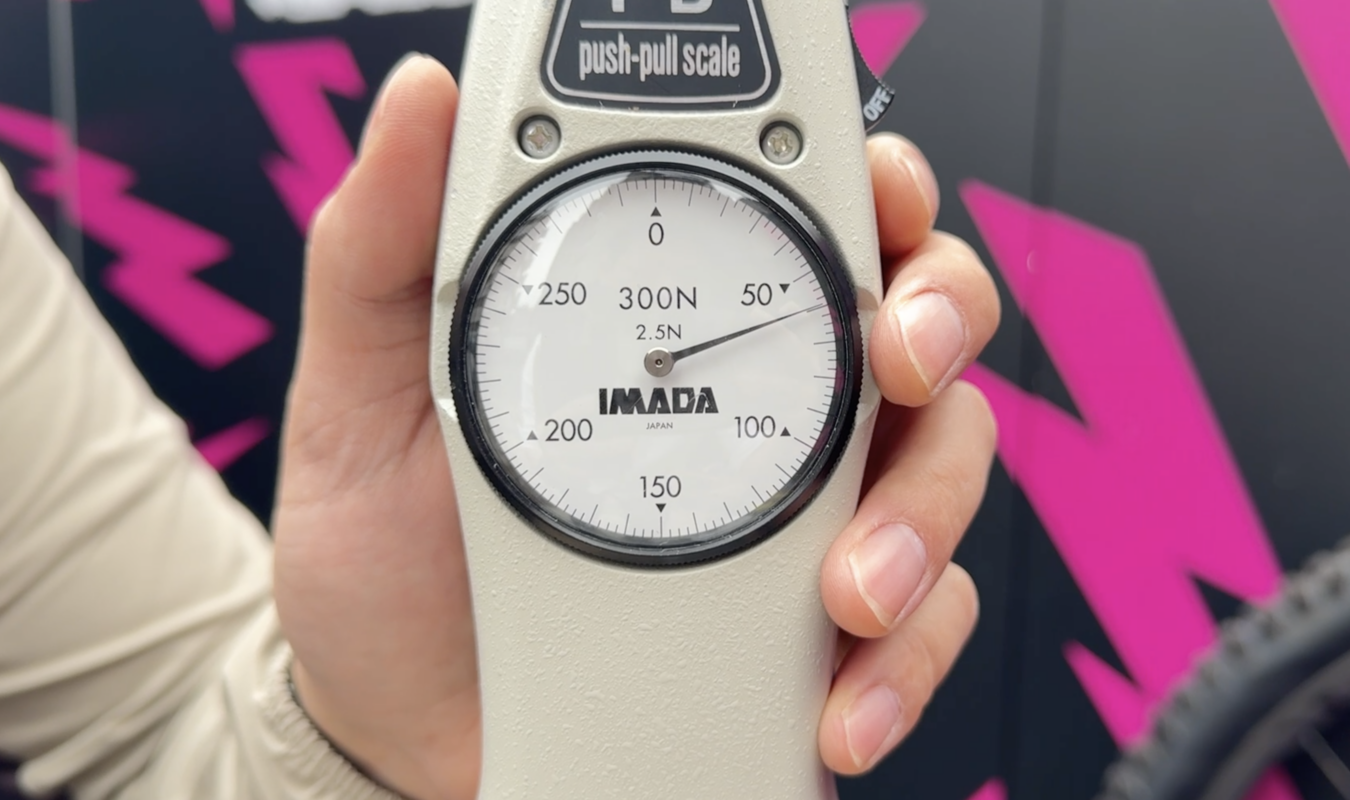 push-pull scale
OFF
0
250 300N 50
2.5N
IMADA
JAPAN
200 100
150